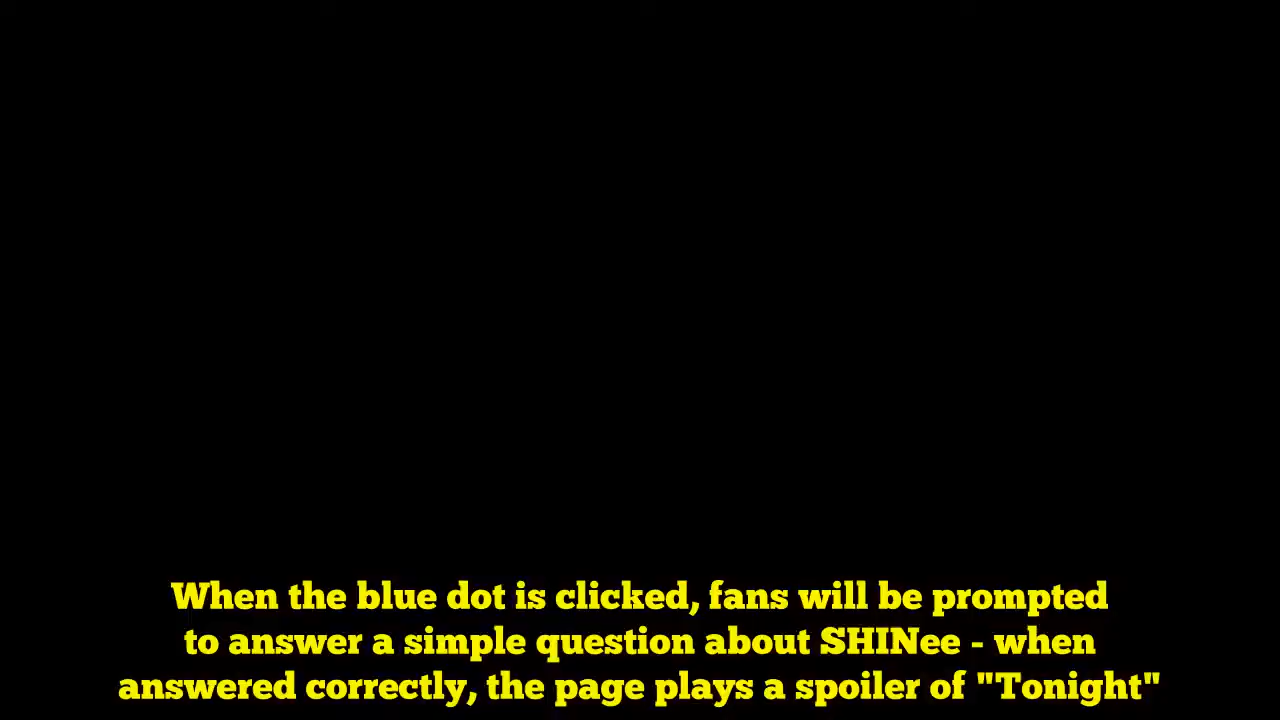 When the blue dot is clicked, fans will be prompted
to answer a simple question about SHINee - when
answered correctly, the page plays a spoiler of "Tonight"